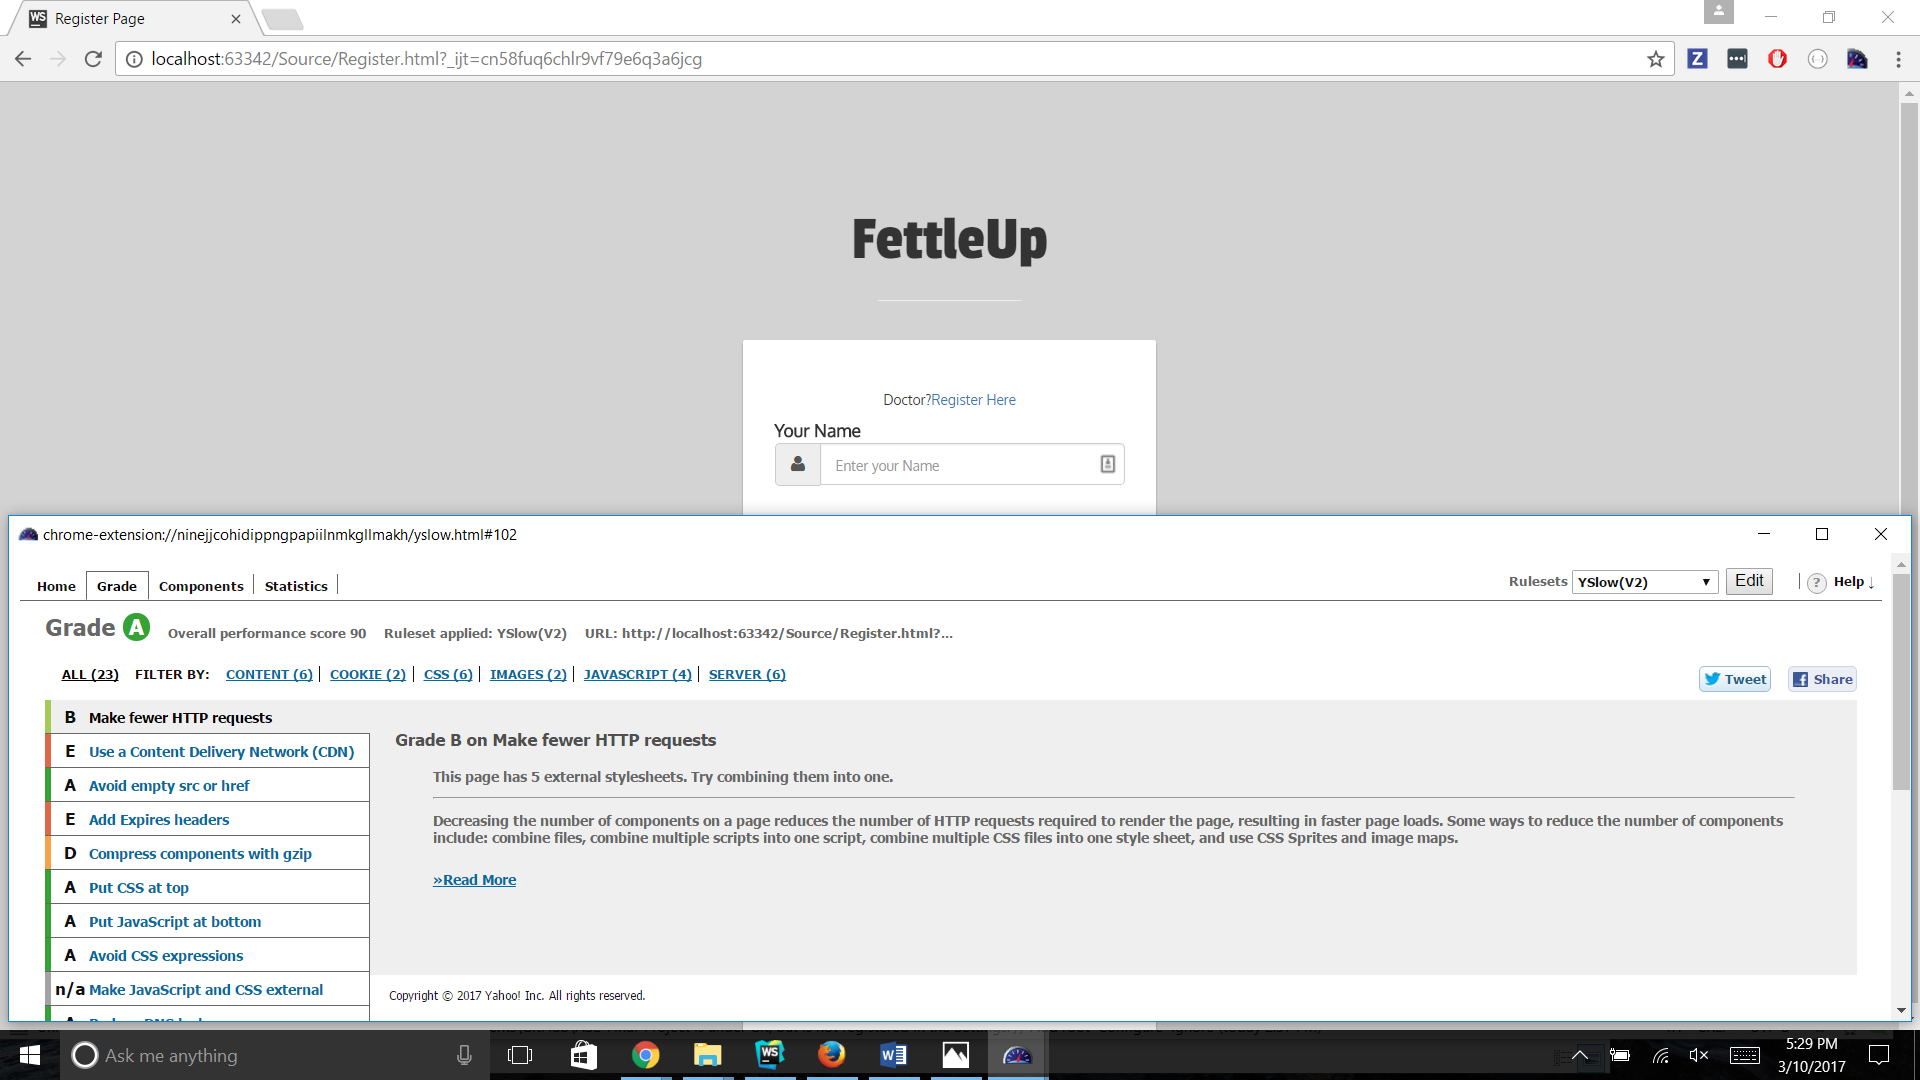 WS Register Page
localhost:63342/Source/Register.html?_ijt=cn58fuq6chlr9vf79e6q3a6jcg
Z
FettleUp
Doctor?Register Here
Your Name
Enter your Name
chrome-extension://ninejjcohidippngpapiilnmkgllmakh/yslow.html#102
Home Grade Components Statistics Rulesets YSlow(V2) Edit ? Help ↓
Grade A Overall performance score 90 Ruleset applied: YSlow(V2) URL: http://localhost:63342/Source/Register.html?...
ALL (23) FILTER BY: CONTENT (6) COOKIE (2) CSS (6) IMAGES (2) JAVASCRIPT (4) SERVER (6) Tweet Share
B Make fewer HTTP requests
E Use a Content Delivery Network (CDN)
A Avoid empty src or href
E Add Expires headers
D Compress components with gzip
A Put CSS at top
A Put JavaScript at bottom
A Avoid CSS expressions
n/a Make JavaScript and CSS external
Grade B on Make fewer HTTP requests
This page has 5 external stylesheets. Try combining them into one.
Decreasing the number of components on a page reduces the number of HTTP requests required to render the page, resulting in faster page loads. Some ways to reduce the number of components
include: combine files, combine multiple scripts into one script, combine multiple CSS files into one style sheet, and use CSS Sprites and image maps.
»Read More
Copyright © 2017 Yahoo! Inc. All rights reserved.
Ask me anything
WS
5:29 PM
3/10/2017